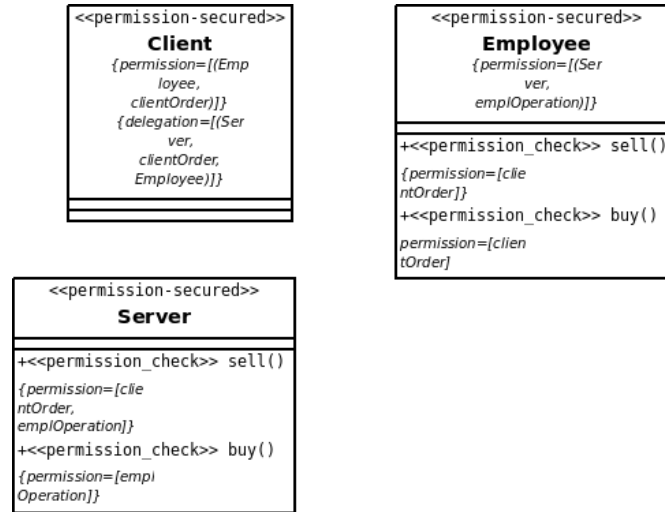 <<permission-secured>>
Client
{permission=[(Emp
loyee,
clientOrder)]}
{delegation=[(Ser
ver,
clientOrder,
Employee)]}
<<permission-secured>>
Employee
{permission=[(Ser
ver,
emplOperation)]}
+<<permission_check>> sell()
{permission=[clie
ntOrder]}
+<<permission_check>> buy()
permission=[clien
tOrder]
<<permission-secured>>
Server
+<<permission_check>> sell()
{permission=[clie
ntOrder,
emplOperation]}
+<<permission_check>> buy()
{permission=[empl
Operation]}